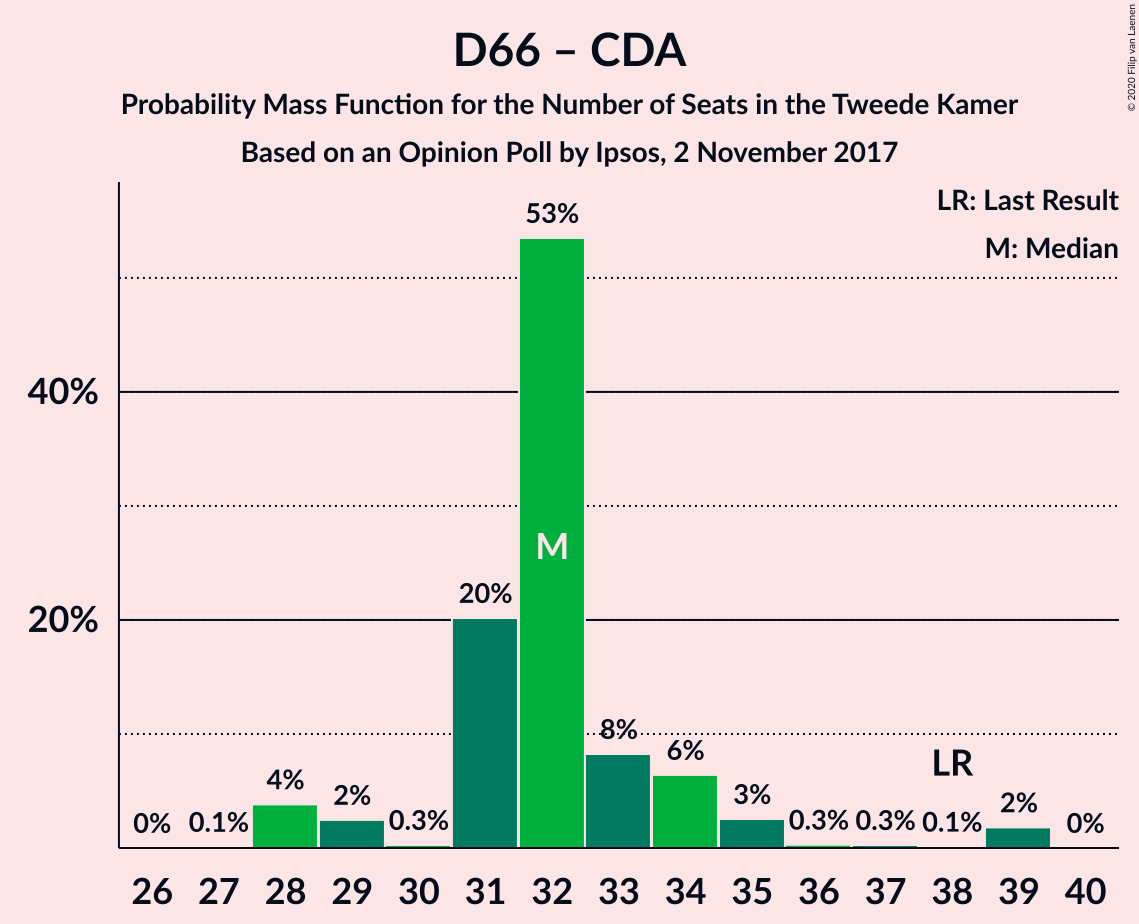 D66 – CDA
Probability Mass Function for the Number of Seats in the Tweede Kamer
Based on an Opinion Poll by Ipsos, 2 November 2017
© 2020 Filip van Laenen
LR: Last Result
M: Median
53%
40%
M
20%
20%
8%
6%
LR
4%
2%
3%
2%
0%
0.1%
0.3%
0.3%
0.3%
0.1%
0%
26 27 28 29 30 31 32 33 34 35 36 37 38 39 40